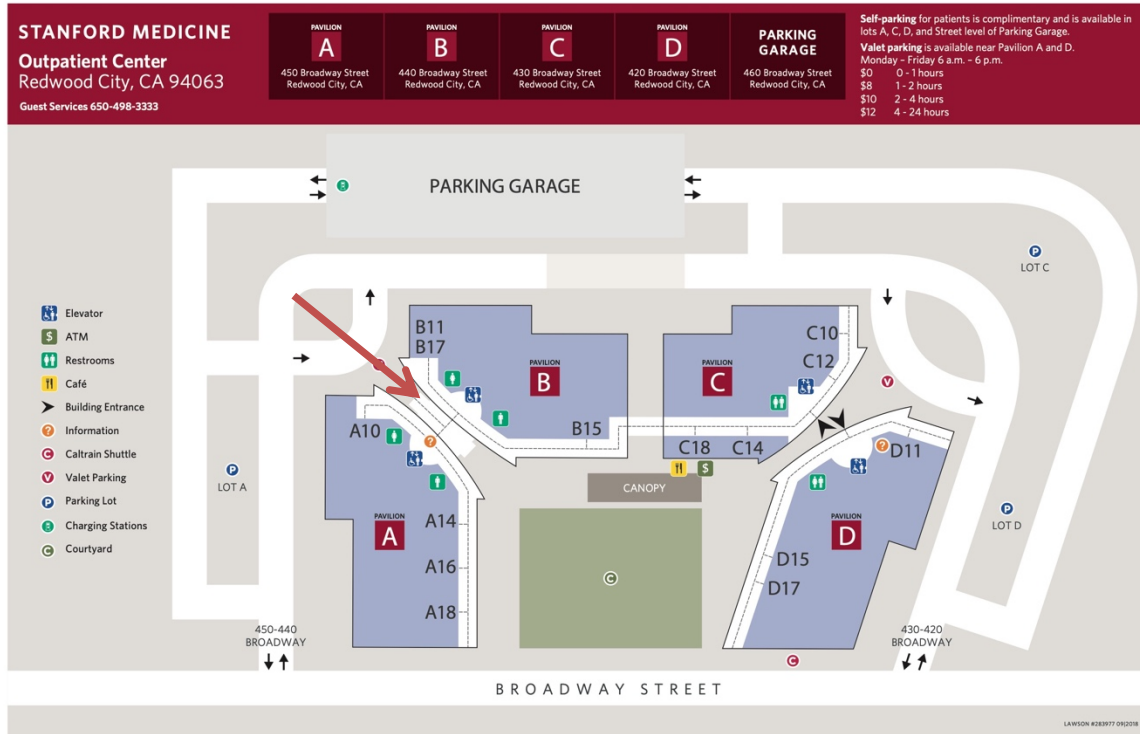 STANFORD MEDICINE
Outpatient Center
Redwood City, CA 94063
Guest Services 650-498-3333
PAVILION
A
450 Broadway Street
Redwood City, CA
PAVILION
B
440 Broadway Street
Redwood City, CA
PAVILION
C
430 Broadway Street
Redwood City, CA
PAVILION
D
420 Broadway Street
Redwood City, CA
PARKING
GARAGE
460 Broadway Street
Redwood City, CA
Self-parking for patients is complimentary and is available in
lots A, C, D, and Street level of Parking Garage.
Valet parking is available near Pavilion A and D.
Monday – Friday 6 a.m. – 6 p.m.
$0 0 - 1 hours
$8 1 - 2 hours
$10 2 - 4 hours
$12 4 - 24 hours
PARKING GARAGE
P
LOT C
$
Elevator
ATM
Restrooms
Café
Building Entrance
?
Information
C
Caltrain Shuttle
V
Valet Parking
P
Parking Lot
Charging Stations
C
Courtyard
P
LOT A
B11
B17
PAVILION
B
B15
PAVILION
C
C10
C12
C18
C14
$
V
A10
?
PAVILION
A
A14
A16
A18
CANOPY
C
?
D11
PAVILION
D
D15
D17
P
LOT D
450-440
BROADWAY
430-420
BROADWAY
C
BROADWAY STREET
LAWSON #283977 09|2018